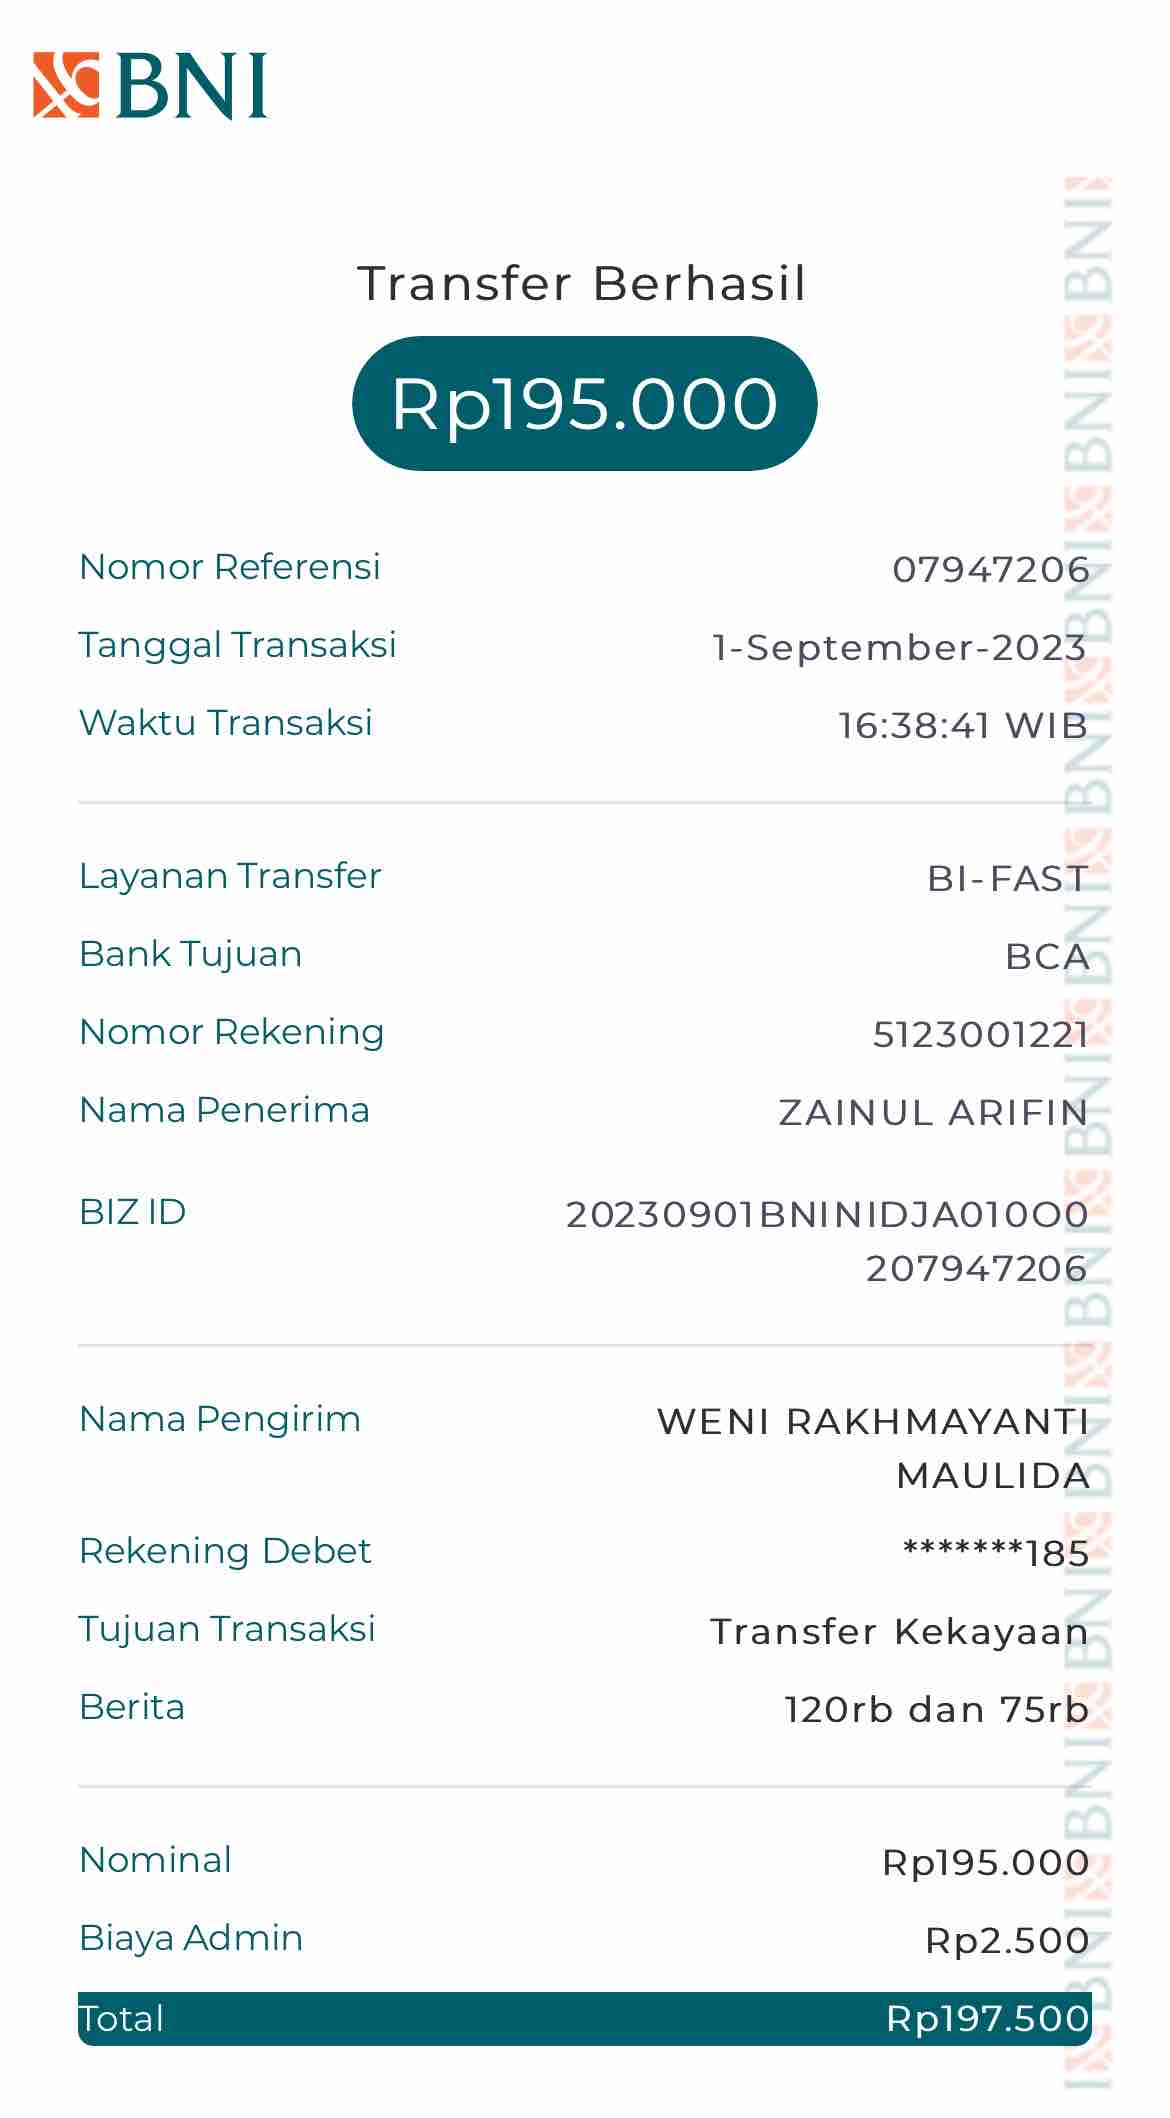 BNI
Transfer Berhasil
Rp195.000
Nomor Referensi 07947206
Tanggal Transaksi 1-September-2023
Waktu Transaksi 16:38:41 WIB
Layanan Transfer BI-FAST
Bank Tujuan BCA
Nomor Rekening 5123001221
Nama Penerima ZAINUL ARIFIN
BIZ ID 20230901BNINIDJA010O0
207947206
Nama Pengirim WENI RAKHMAYANTI
MAULIDA
Rekening Debet *******185
Tujuan Transaksi Transfer Kekayaan
Berita 120rb dan 75rb
Nominal Rp195.000
Biaya Admin Rp2.500
Total Rp197.500
BNI BNI BNI BNI BNI BNI BNI BNI BNI BNI BNI